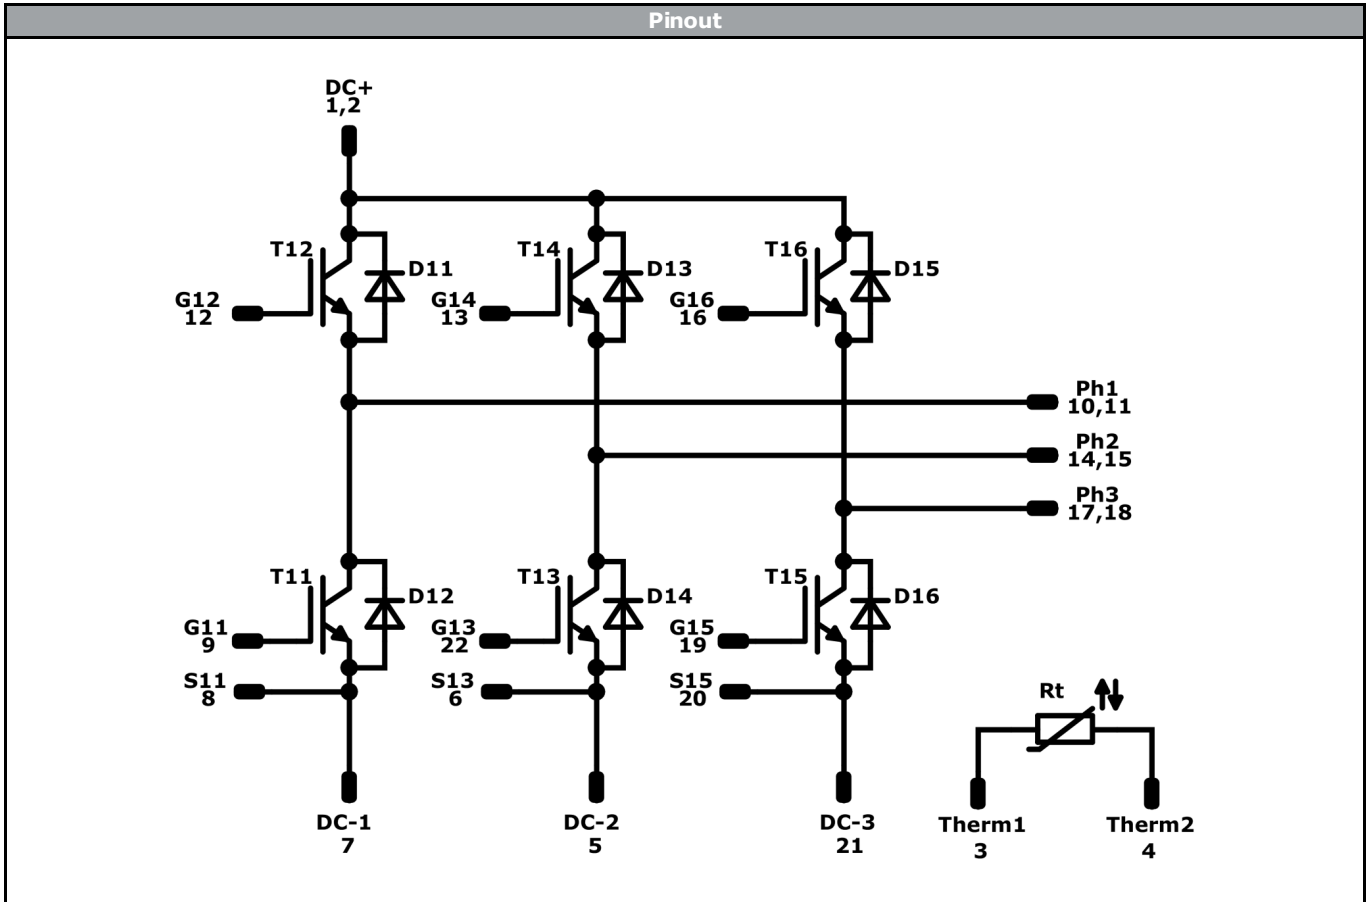 Pinout
DC+
1,2
T12
D11
T14
D13
T16
D15
G12
12
G14
13
G16
16
Ph1
10,11
Ph2
14,15
Ph3
17,18
T11
D12
T13
D14
T15
D16
G11
9
G13
22
G15
19
S11
8
S13
6
S15
20
Rt
DC-1
7
DC-2
5
DC-3
21
Therm1
3
Therm2
4